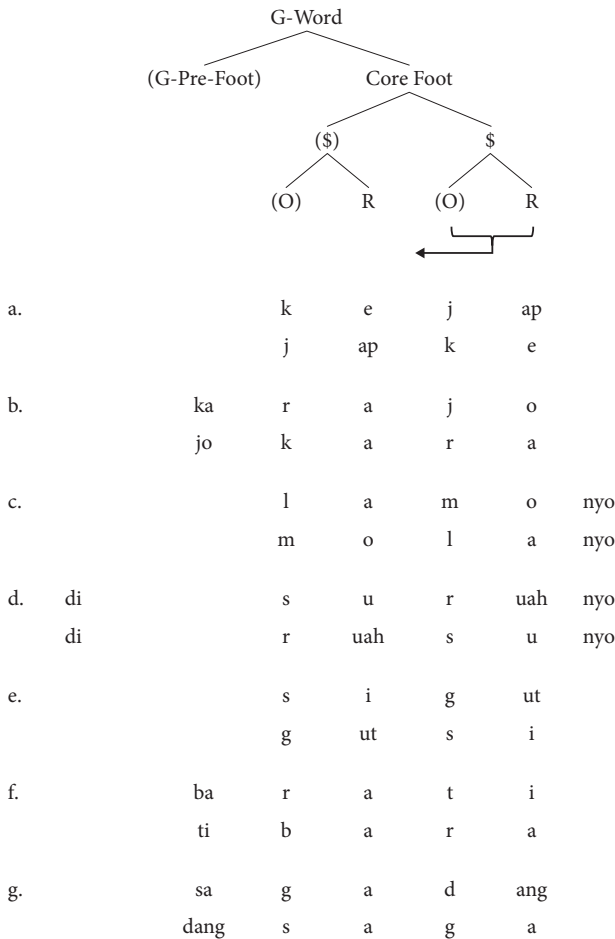 G-Word
(G-Pre-Foot) Core Foot
($) $
(O) R (O) R
a. k e j ap
j ap k e
b. ka r a j o
jo k a r a
c. l a m o nyo
m o l a nyo
d. di s u r uah nyo
di r uah s u nyo
e. s i g ut
g ut s i
f. ba r a t i
ti b a r a
g. sa g a d ang
dang s a g a